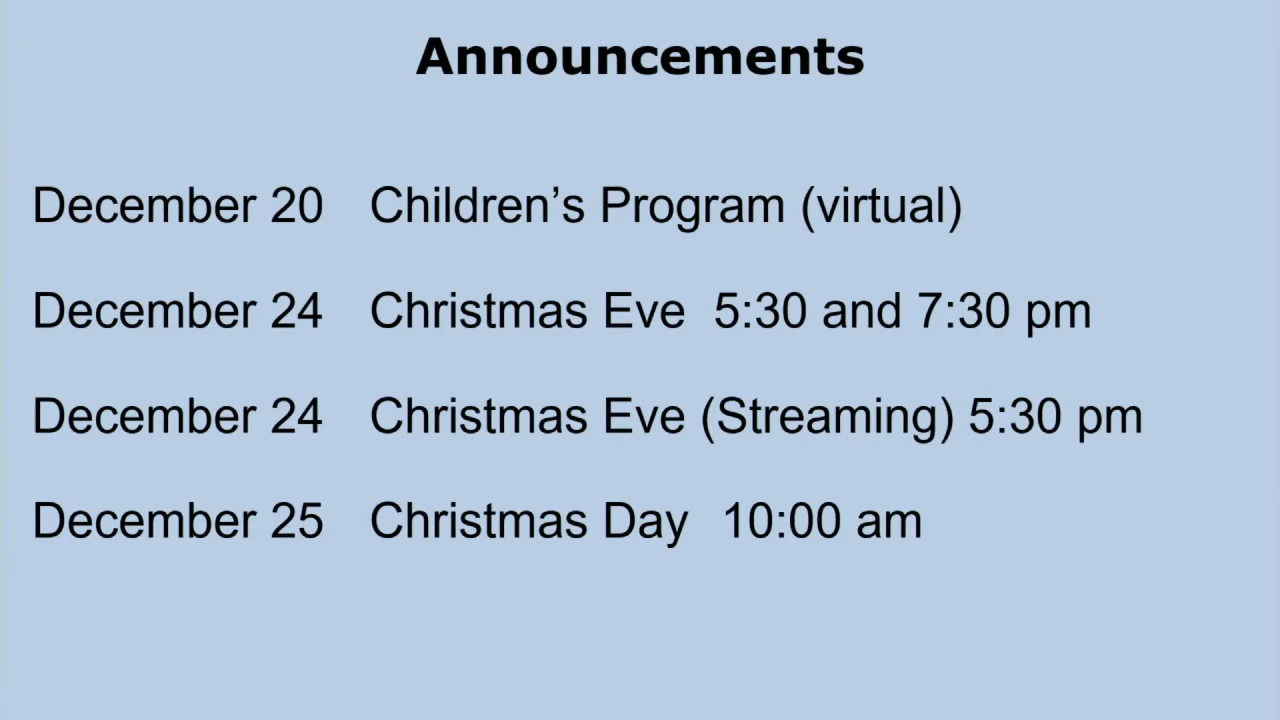 Announcements
December 20 Children’s Program (virtual)
December 24 Christmas Eve 5:30 and 7:30 pm
December 24 Christmas Eve (Streaming) 5:30 pm
December 25 Christmas Day 10:00 am